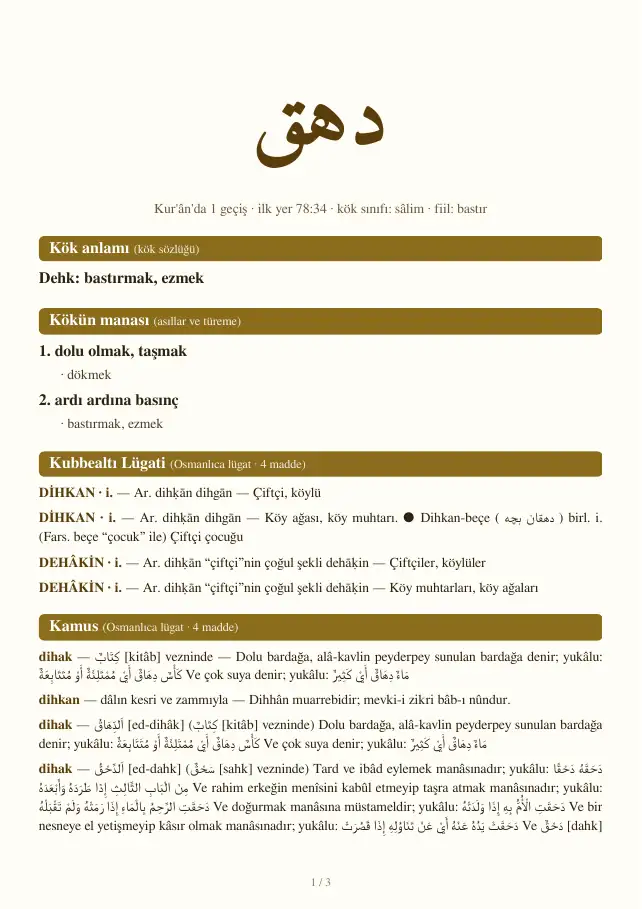 دهق
Kur'ân'da 1 geçiş · ilk yer 78:34 · kök sınıfı: sâlim · fiil: bastır
Kök anlamı (kök sözlüğü)
Dehk: bastırmak, ezmek
Kökün manası (asıllar ve türeme)
1. dolu olmak, taşmak
· dökmek
2. ardı ardına basınç
· bastırmak, ezmek
Kubbealtı Lügati (Osmanlıca lügat · 4 madde)
DİHKAN · i. — Ar. dihḳān dihgān — Çiftçi, köylü
DİHKAN · i. — Ar. dihḳān dihgān — Köy ağası, köy muhtarı. ● Dihkan-beçe ( دهقان بچه ) birl. i.
(Fars. beçe “çocuk” ile) Çiftçi çocuğu
DEHÂKİN · i. — Ar. dihḳān “çiftçi”nin çoğul şekli dehāḳin — Çiftçiler, köylüler
DEHÂKİN · i. — Ar. dihḳān “çiftçi”nin çoğul şekli dehāḳin — Köy muhtarları, köy ağaları
Kamus (Osmanlıca lügat · 4 madde)
dihak — كِتَابٌ [kitâb] vezninde — Dolu bardağa, alâ-kavlin peyderpey sunulan bardağa denir; yukâlu:
كَأْسٌ دِهَاقٌ أَيْ مُمْتَلِئَةٌ أَوْ مُتَتَابِعَةٌ Ve çok suya denir; yukâlu: مَاءٌ دِهَاقٌ أَيْ كَثِيرٌ
dihkan — dâlın kesri ve zammıyla — Dihhân muarrebidir; mevki-i zikri bâb-ı nûndur.
dihak — اَلدِّهَاقُ [ed-dihâk] (كِتَابٌ [kitâb] vezninde) Dolu bardağa, alâ-kavlin peyderpey sunulan bardağa
denir; yukâlu: كَأْسٌ دِهَاقٌ أَيْ مُمْتَلِئَةٌ أَوْ مُتَتَابِعَةٌ Ve çok suya denir; yukâlu: مَاءٌ دِهَاقٌ أَيْ كَثِيرٌ
dihak — اَلدَّحْقُ [ed-dahk] (سَحْقٌ [sahk] vezninde) Tard ve ibâd eylemek manâsınadır; yukâlu: دَحَقَهُ دَحْقًا
مِنَ الْبَابِ الثَّالِثِ إِذَا طَرَدَهُ وَأَبْعَدَهُ Ve rahim erkeğin menîsini kabûl etmeyip taşra atmak manâsınadır; yukâlu:
دَحَقَتِ الرَّحِمُ بِالْمَاءِ إِذَا رَمَتْهُ وَلَمْ تَقْبَلْهُ Ve doğurmak manâsına müstameldir; yukâlu: دَحَقَتِ الْأُمُّ بِهِ إِذَا وَلَدَتْهُ Ve bir
nesneye el yetişmeyip kâsır olmak manâsınadır; yukâlu: دَحَقَتْ يَدُهُ عَنْهُ أَيْ عَنْ تَنَاوُلِهِ إِذَا قَصُرَتْ Ve دَحْقٌ [dahk]
1 / 3